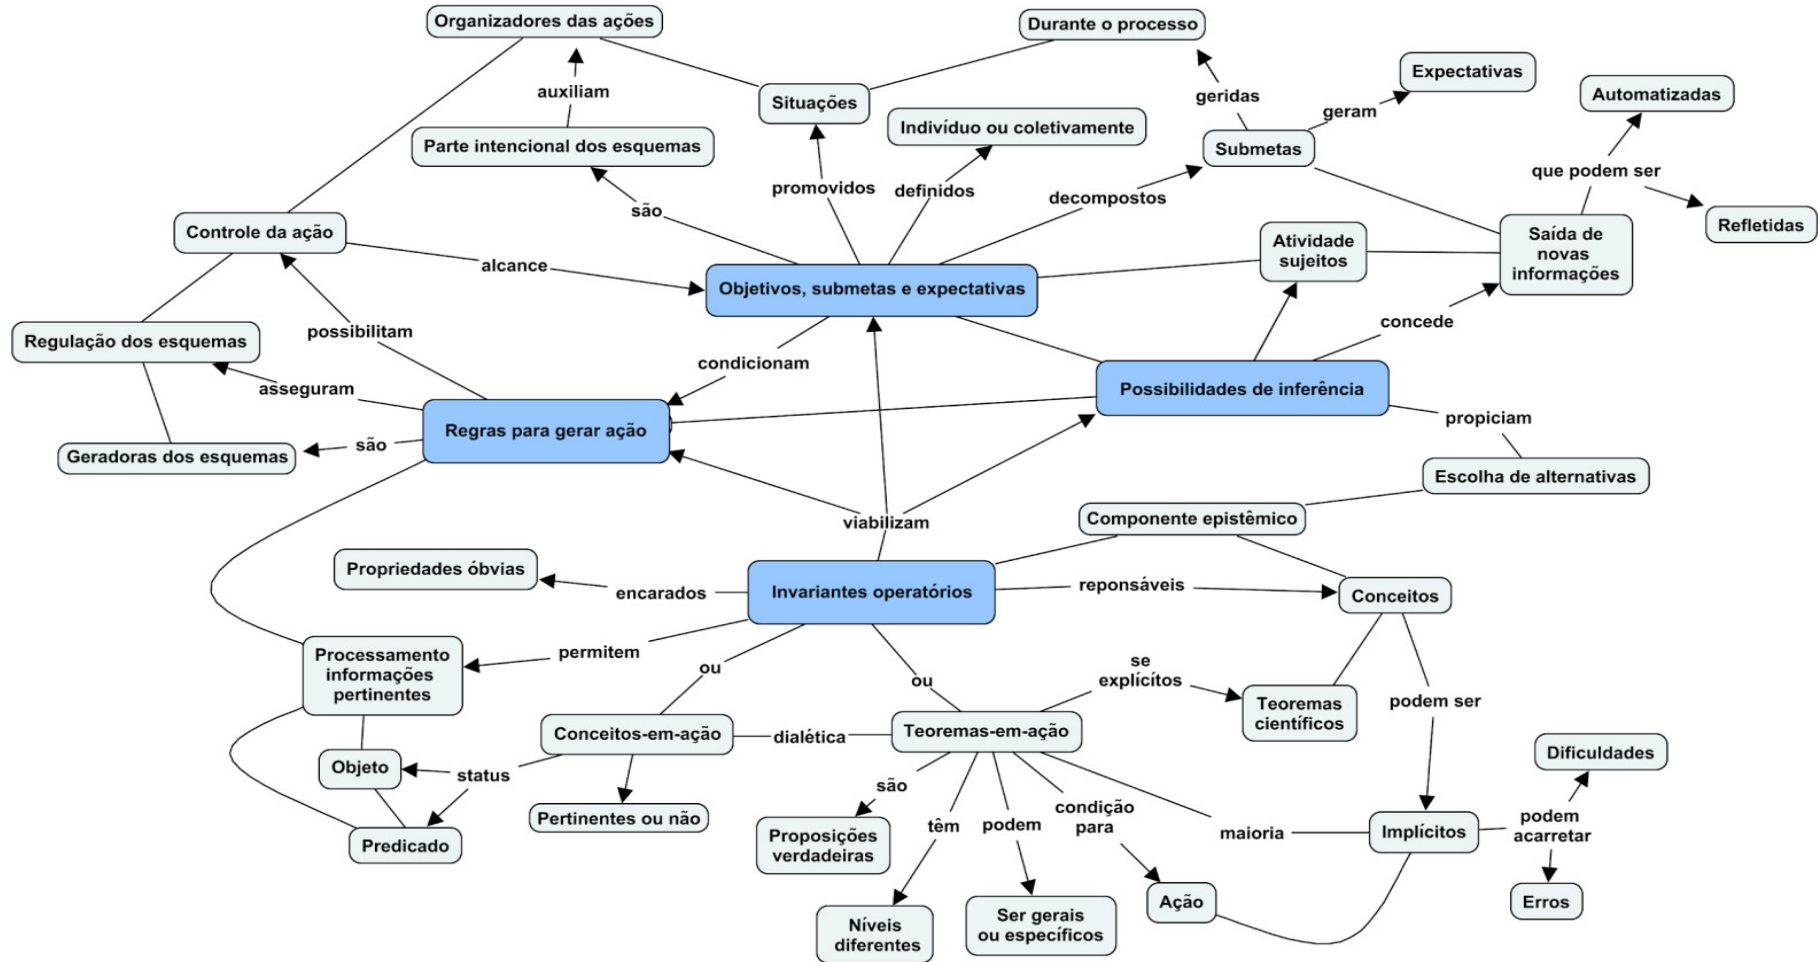 Organizadores das ações
Durante o processo
Expectativas
Automatizadas
auxiliam
Situações
geridas
geram
Indivíduo ou coletivamente
Parte intencional dos esquemas
Submetas
que podem ser
promovidos
definidos
decompostos
são
Refletidas
Controle da ação
Atividade
sujeitos
Saída de
novas
informações
alcance
Objetivos, submetas e expectativas
possibilitam
concede
Regulação dos esquemas
condicionam
asseguram
Possibilidades de inferência
propiciam
Regras para gerar ação
são
Geradoras dos esquemas
Escolha de alternativas
viabilizam
Componente epistêmico
Propriedades óbvias
encarados
Invariantes operatórios
reponsáveis
Conceitos
Processamento
informações
pertinentes
permitem
ou
ou
se
explícitos
Teoremas
científicos
podem ser
Conceitos-em-ação
dialética
Teoremas-em-ação
Dificuldades
Objeto
status
são
condição
para
Pertinentes ou não
têm
podem
maioria
Implícitos
podem
acarretar
Predicado
Proposições
verdadeiras
Ação
Erros
Níveis
diferentes
Ser gerais
ou específicos